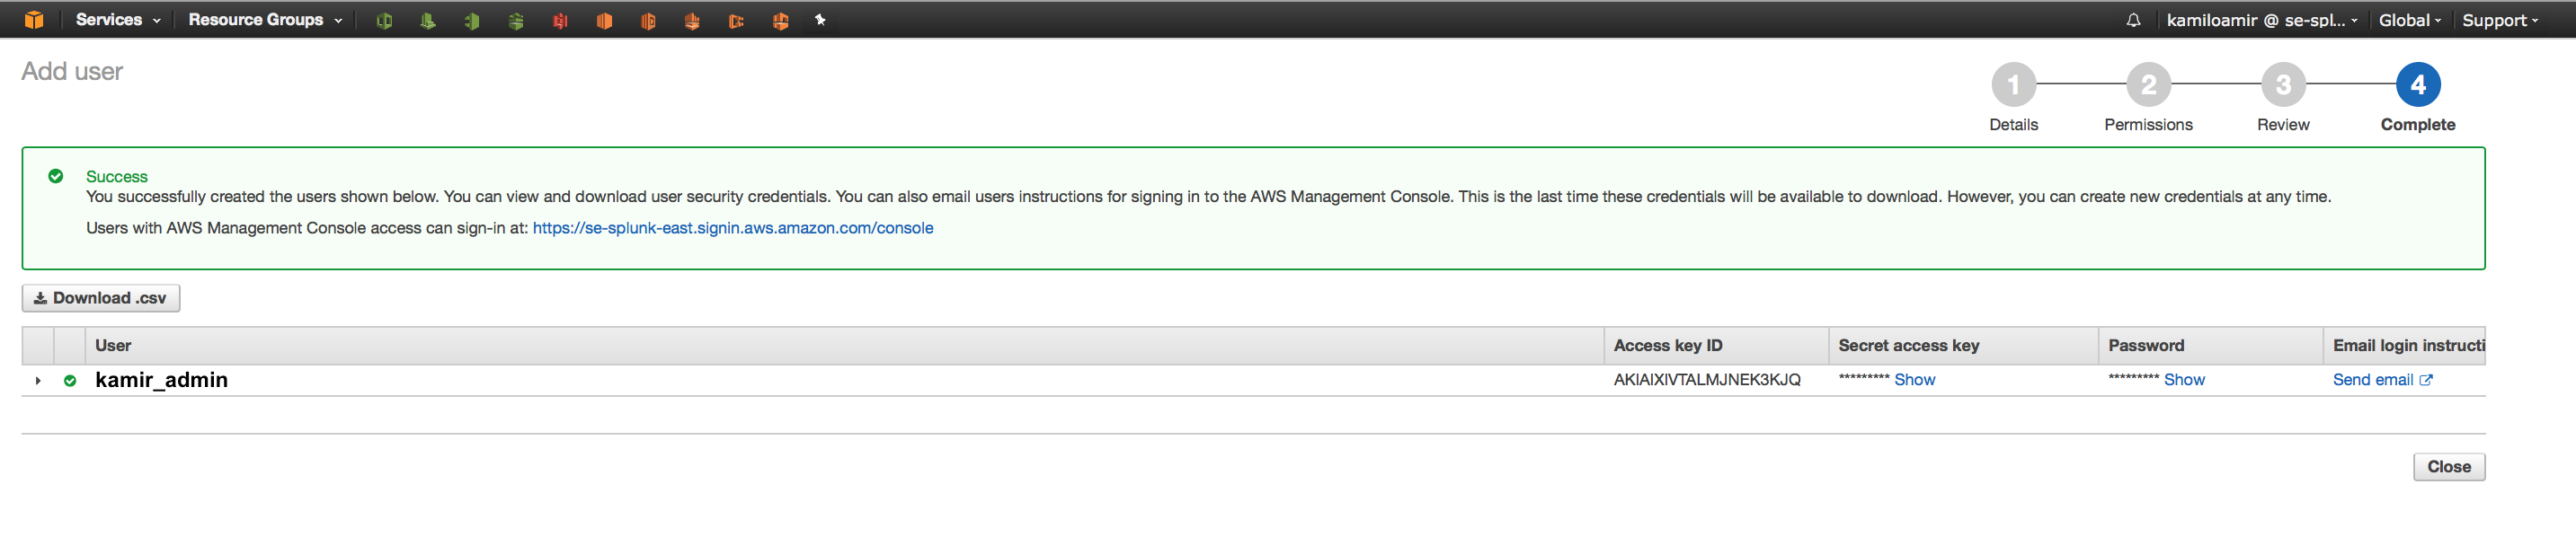 Services Resource Groups kamiloamir @ se-spl... Global Support
Add user
1 2 3 4
Details Permissions Review Complete
Success
You successfully created the users shown below. You can view and download user security credentials. You can also email users instructions for signing in to the AWS Management Console. This is the last time these credentials will be available to download. However, you can create new credentials at any time.
Users with AWS Management Console access can sign-in at: https://se-splunk-east.signin.aws.amazon.com/console
Download .csv
User Access key ID Secret access key Password Email login instructi
kamir_admin AKIAIXIVTALMJNEK3KJQ ********* Show ********* Show Send email
Close